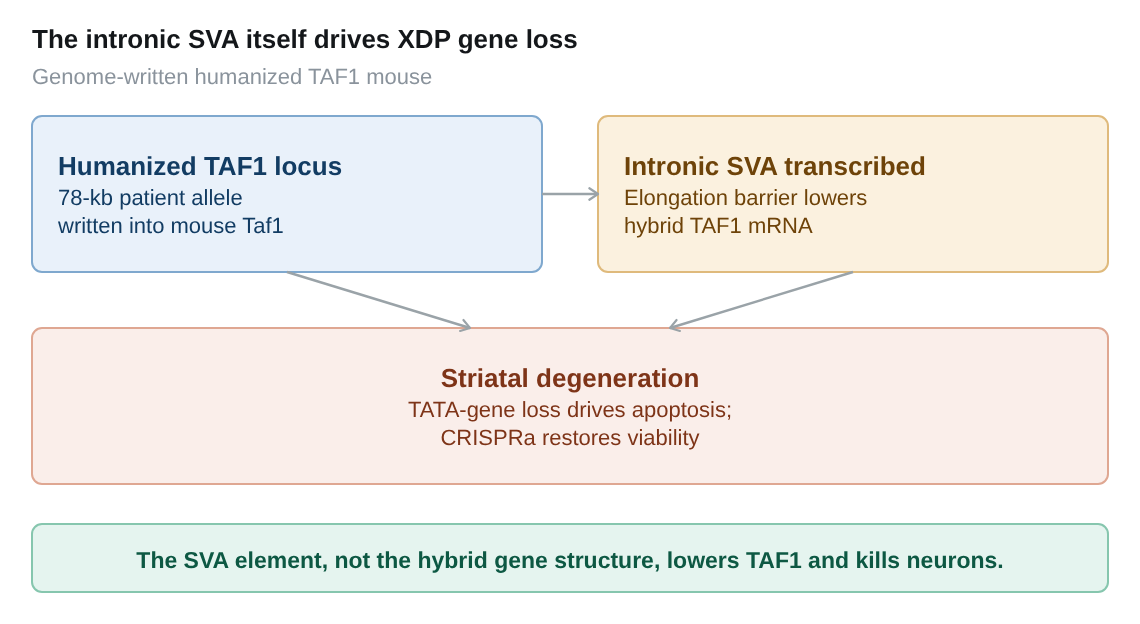 The intronic SVA itself drives XDP gene loss
Genome-written humanized TAF1 mouse
Humanized TAF1 locus
78-kb patient allele
written into mouse Taf1
Intronic SVA transcribed
Elongation barrier lowers
hybrid TAF1 mRNA
Striatal degeneration
TATA-gene loss drives apoptosis;
CRISPRa restores viability
The SVA element, not the hybrid gene structure, lowers TAF1 and kills neurons.